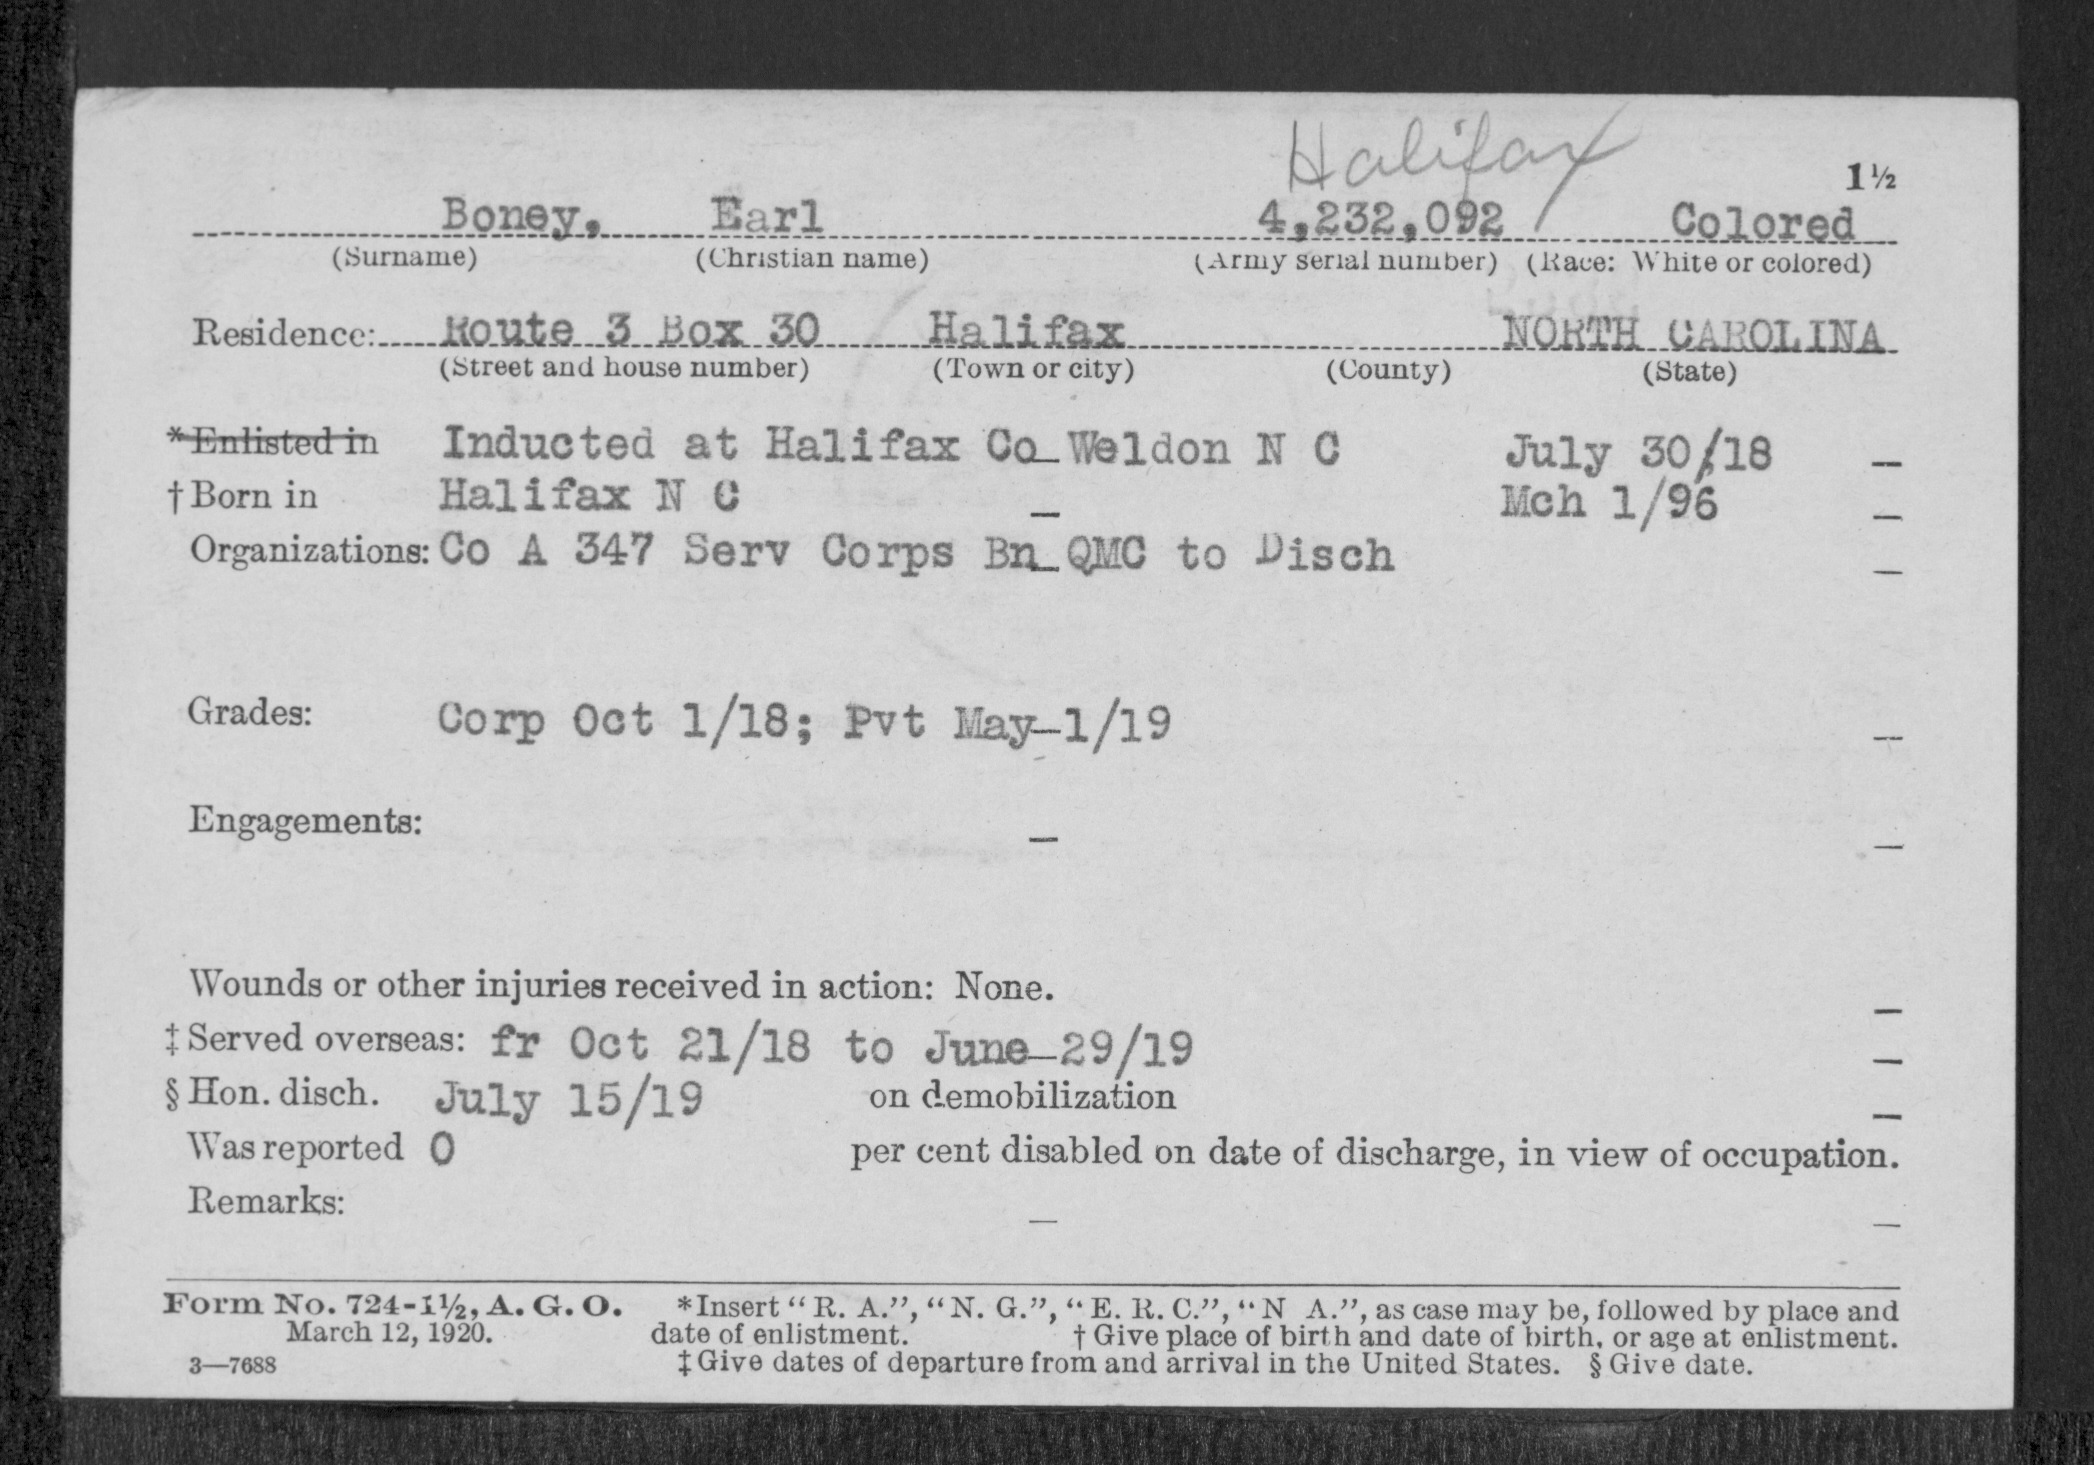 Halifax
1½
Boney, Earl 4,232,092 Colored
(Surname) (Christian name) (Army serial number) (Race: White or colored)
Residence: Route 3 Box 30 Halifax NORTH CAROLINA
(Street and house number) (Town or city) (County) (State)
*Enlisted in Inducted at Halifax Co Weldon N C July 30/18 —
† Born in Halifax N C — Mch 1/96 —
Organizations: Co A 347 Serv Corps Bn QMC to Disch —
Grades: Corp Oct 1/18; Pvt May 1/19 —
Engagements: — —
Wounds or other injuries received in action: None. —
‡ Served overseas: fr Oct 21/18 to June 29/19 —
§ Hon. disch. July 15/19 on demobilization —
Was reported 0 per cent disabled on date of discharge, in view of occupation.
Remarks: — —
Form No. 724-1½, A. G. O. *Insert "R. A.", "N. G.", "E. R. C.", "N A.", as case may be, followed by place and
March 12, 1920. date of enlistment. † Give place of birth and date of birth, or age at enlistment.
3—7688 ‡ Give dates of departure from and arrival in the United States. § Give date.